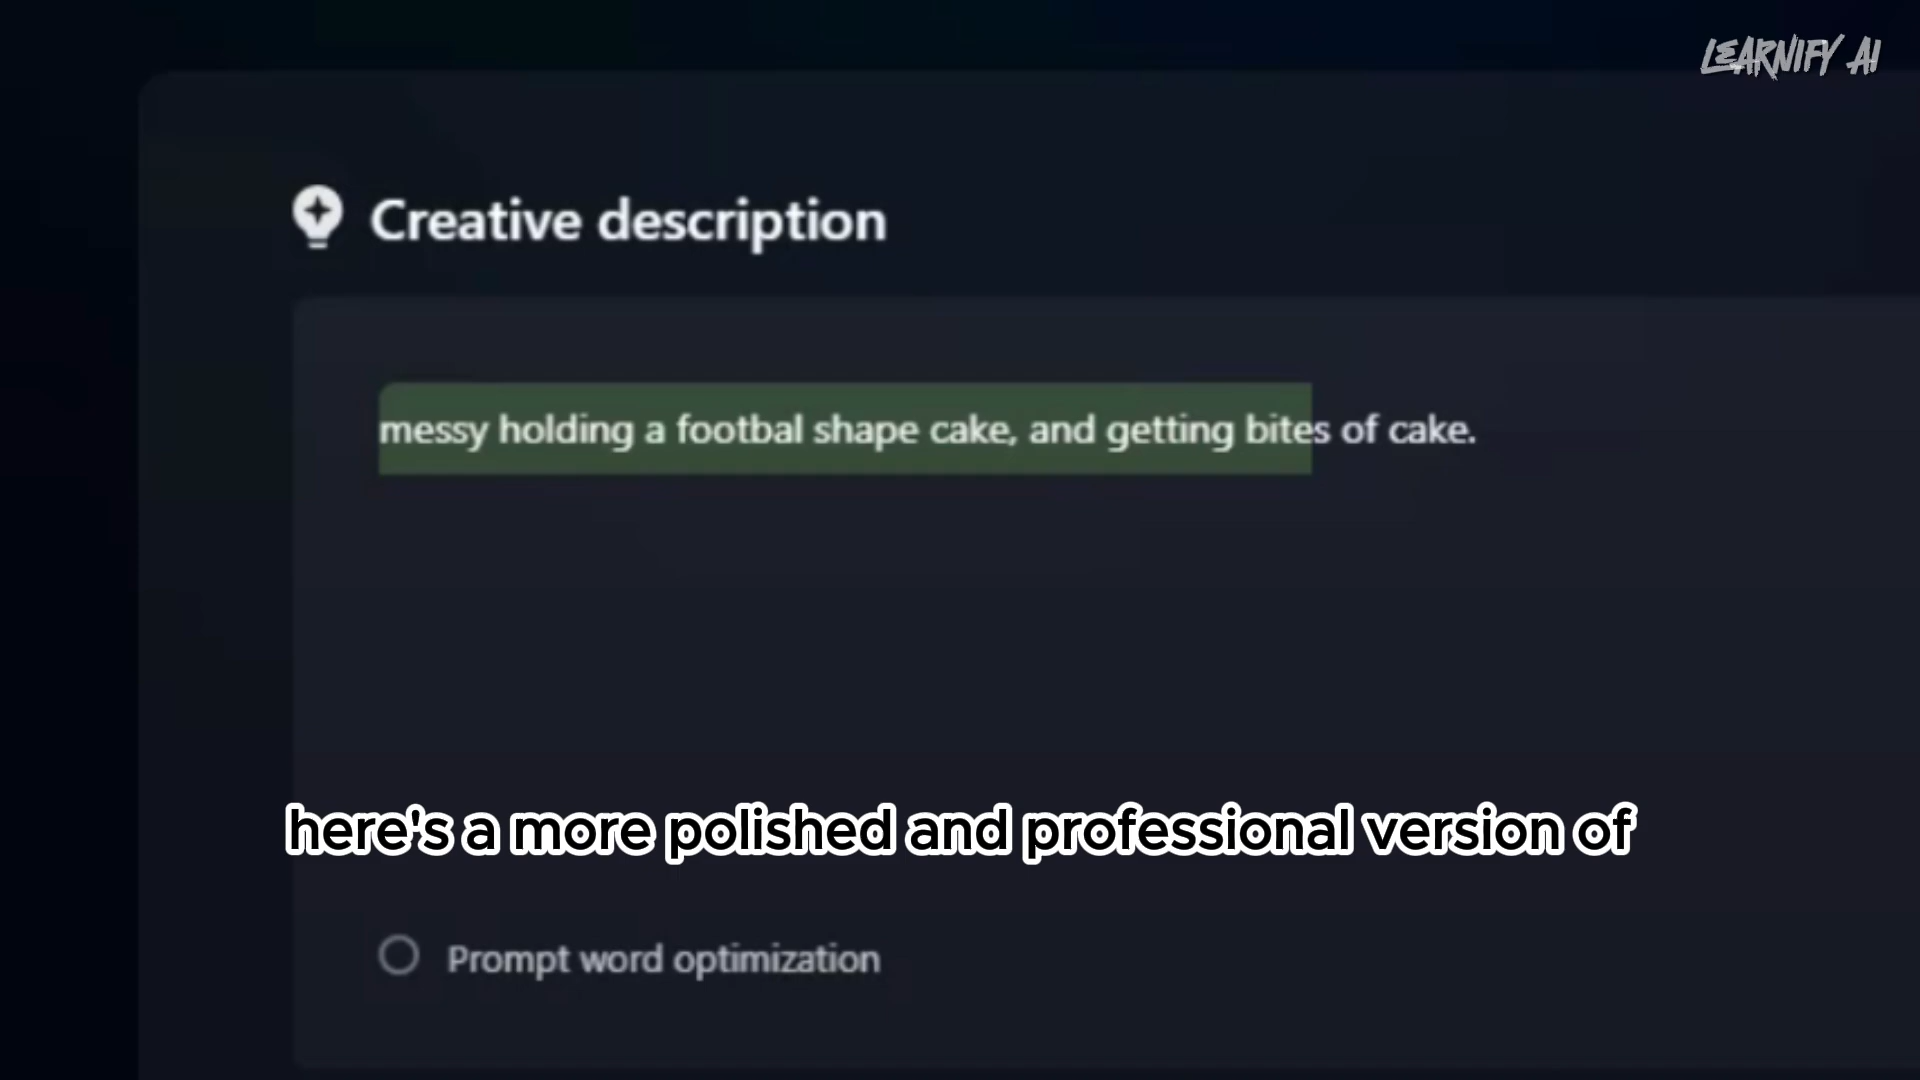 LEARNIFY AI
Creative description
messy holding a footbal shape cake, and getting bites of cake.
here's a more polished and professional version of
Prompt word optimization